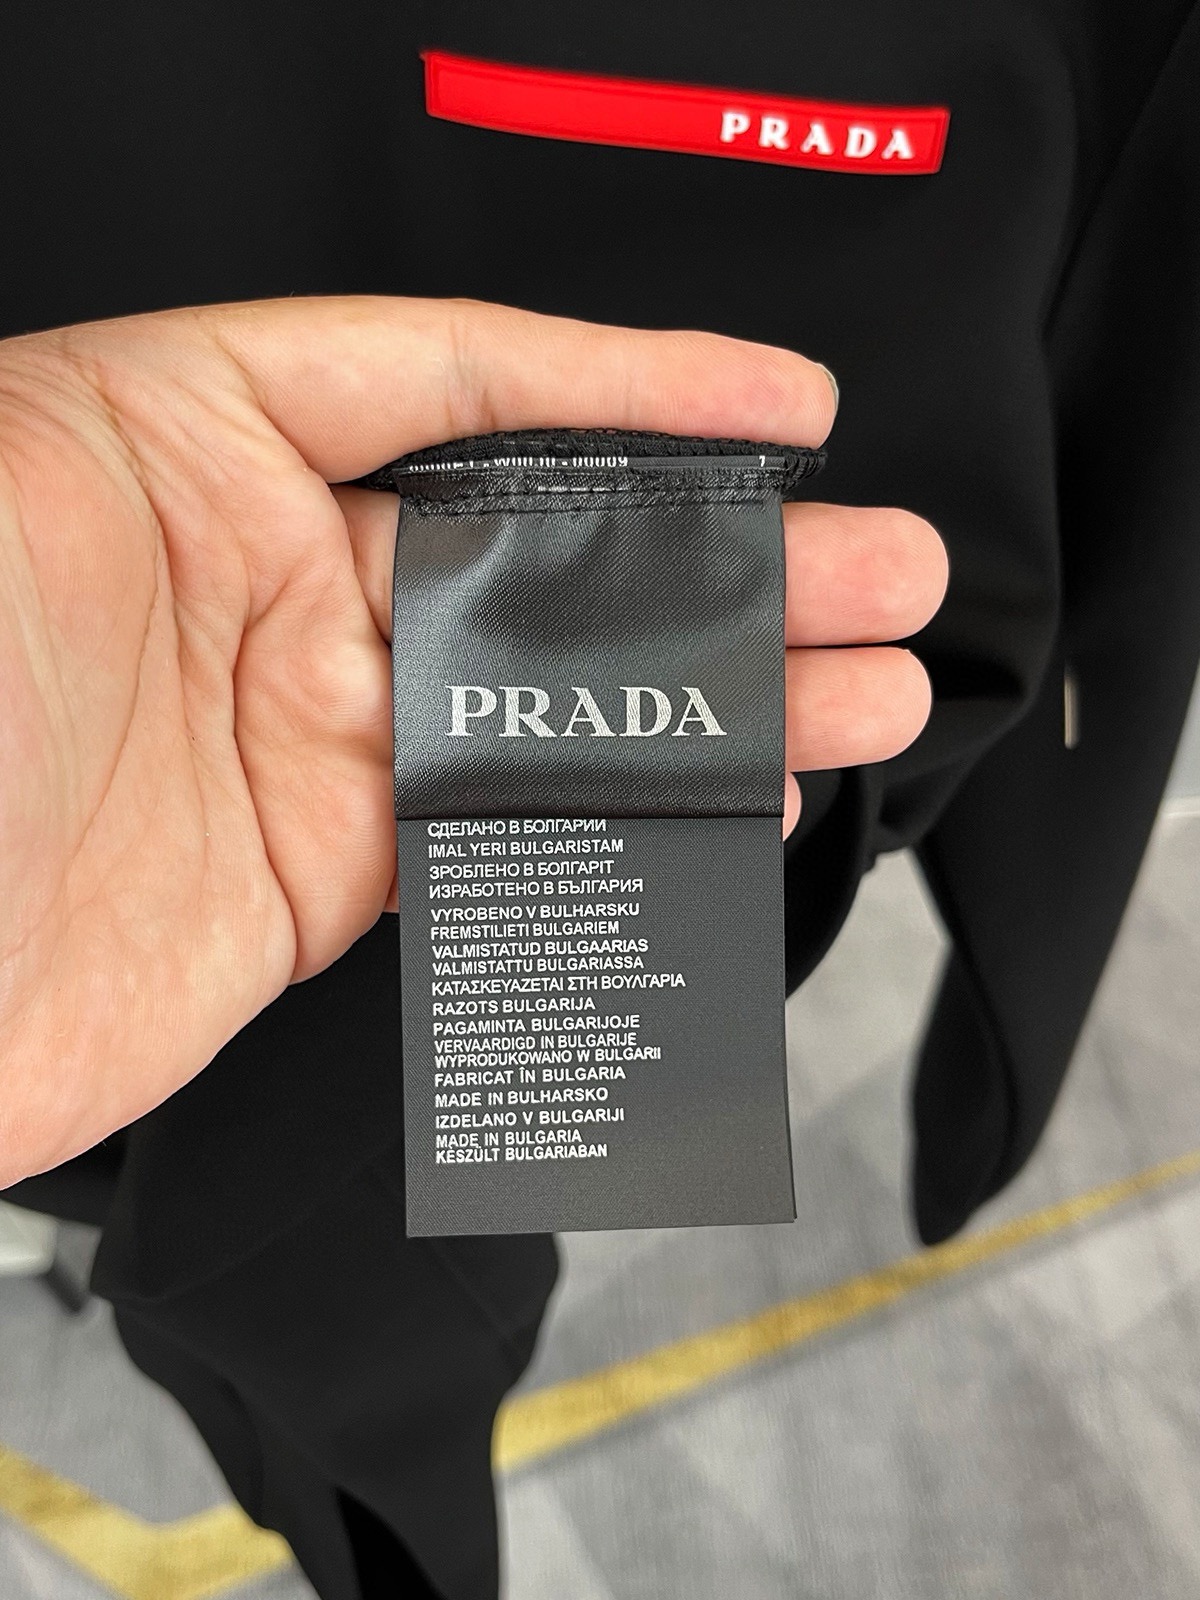 PRADA
PRADA
СДЕЛАНО В БОЛГАРИИ
IMAL YERI BULGARISTAM
ЗРОБЛЕНО В БОЛГАРІТ
ИЗРАБОТЕНО В БЪЛГАРИЯ
VYROBENO V BULHARSKU
FREMSTILIETI BULGARIEM
VALMISTATUD BULGAARIAS
VALMISTATTU BULGARIASSA
ΚΑΤΑΣΚΕΥΑΖΕΤΑΙ ΣΤΗ ΒΟΥΛΓΑΡΙΑ
RAZOTS BULGARIJA
PAGAMINTA BULGARIJOJE
VERVAARDIGD IN BULGARIJE
WYPRODUKOWANO W BULGARII
FABRICAT ÎN BULGARIA
MADE IN BULHARSKO
IZDELANO V BULGARIJI
MADE IN BULGARIA
KÉSZÜLT BULGARIABAN